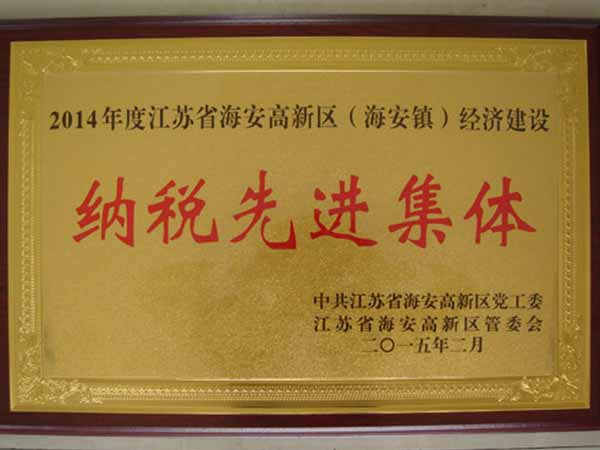 2014年度江苏省海安高新区（海安镇）经济建设
纳税先进集体
中共江苏省海安高新区党工委
江苏省海安高新区管委会
二〇一五年二月